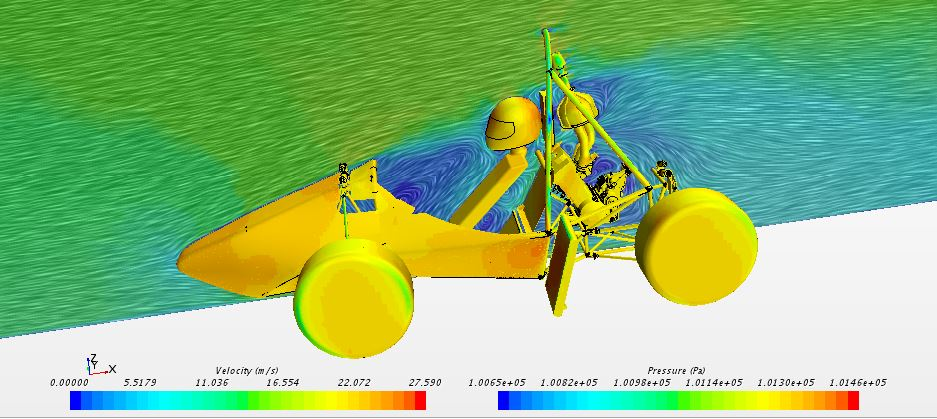 Z
Y
X
Velocity (m/s)
0.00000 5.5179 11.036 16.554 22.072 27.590
Pressure (Pa)
1.0065e+05 1.0082e+05 1.0098e+05 1.0114e+05 1.0130e+05 1.0146e+05